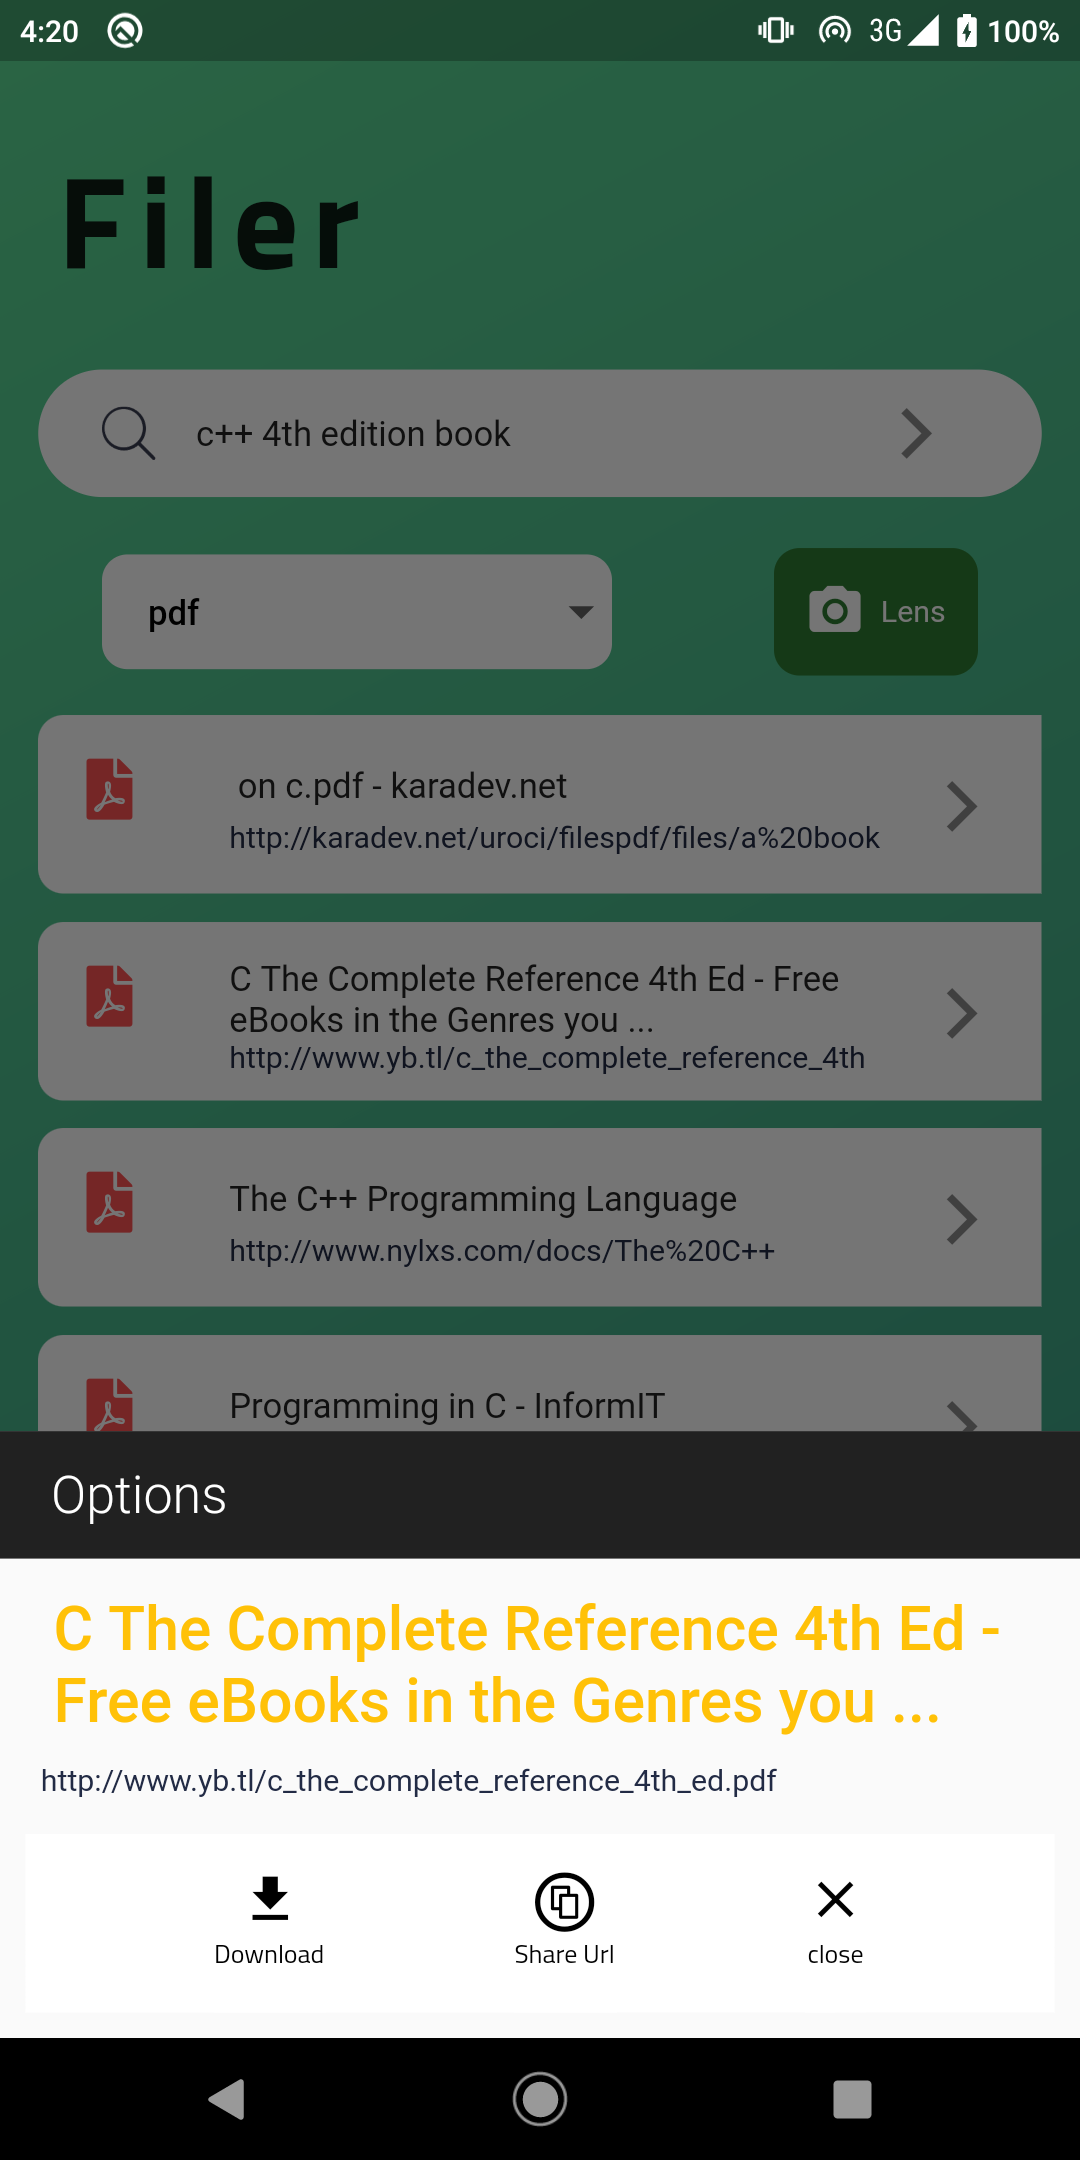 4:20
3G 100%
Filer
c++ 4th edition book
pdf
Lens
on c.pdf - karadev.net
http://karadev.net/uroci/filespdf/files/a%20book
C The Complete Reference 4th Ed - Free
eBooks in the Genres you ...
http://www.yb.tl/c_the_complete_reference_4th
The C++ Programming Language
http://www.nylxs.com/docs/The%20C++
Programming in C - InformIT
Options
C The Complete Reference 4th Ed -
Free eBooks in the Genres you ...
http://www.yb.tl/c_the_complete_reference_4th_ed.pdf
Download
Share Url
close